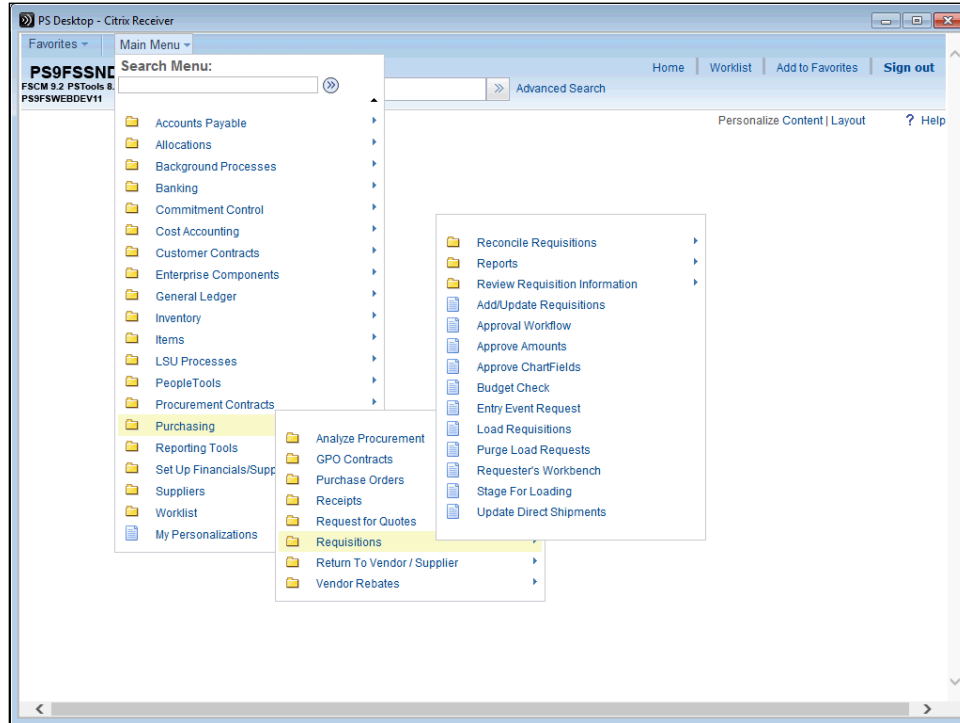 PS Desktop - Citrix Receiver
Favorites Main Menu
PS9FSSND
FSCM 9.2 PSTools 8.
PS9FSWEBDEV11
Home Worklist Add to Favorites Sign out
Advanced Search
Personalize Content | Layout ? Help
Search Menu:
Accounts Payable
Allocations
Background Processes
Banking
Commitment Control
Cost Accounting
Customer Contracts
Enterprise Components
General Ledger
Inventory
Items
LSU Processes
PeopleTools
Procurement Contracts
Purchasing
Reporting Tools
Set Up Financials/Supp
Suppliers
Worklist
My Personalizations
Analyze Procurement
GPO Contracts
Purchase Orders
Receipts
Request for Quotes
Requisitions
Return To Vendor / Supplier
Vendor Rebates
Reconcile Requisitions
Reports
Review Requisition Information
Add/Update Requisitions
Approval Workflow
Approve Amounts
Approve ChartFields
Budget Check
Entry Event Request
Load Requisitions
Purge Load Requests
Requester's Workbench
Stage For Loading
Update Direct Shipments